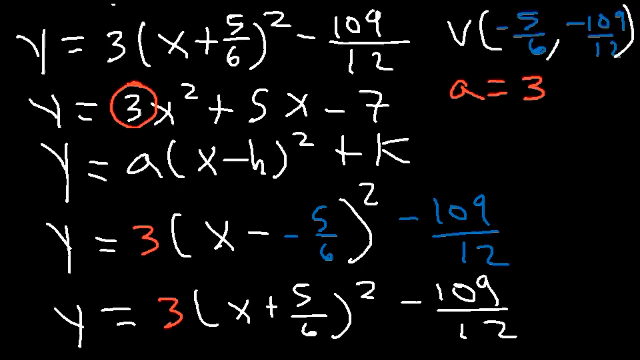 y = 3(x + 5/6)² - 109/12
V(-5/6, -109/12)
a = 3
y = 3x² + 5x - 7
y = a(x - h)² + k
y = 3(x - -5/6)² - 109/12
y = 3(x + 5/6)² - 109/12